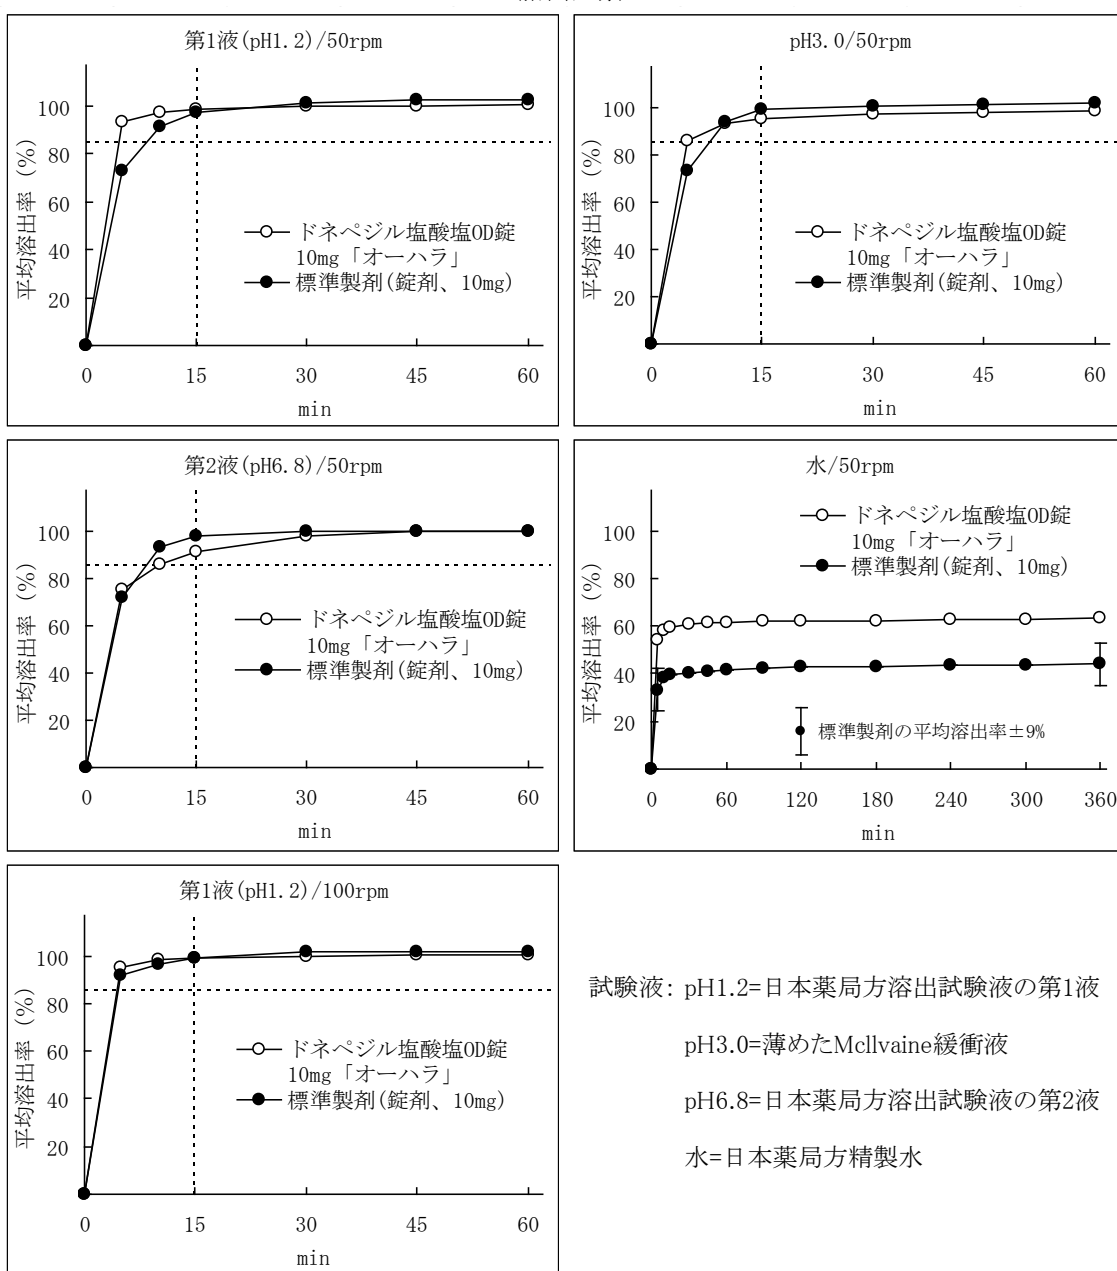 第1液(pH1.2)/50rpm
平均溶出率 (%)
100
80
60
40
20
ドネペジル塩酸塩OD錠
10mg「オーハラ」
標準製剤(錠剤、10mg)
0 15 30 45 60
min
pH3.0/50rpm
平均溶出率 (%)
100
80
60
40
20
ドネペジル塩酸塩OD錠
10mg「オーハラ」
標準製剤(錠剤、10mg)
0 15 30 45 60
min
第2液(pH6.8)/50rpm
平均溶出率 (%)
100
80
60
40
20
ドネペジル塩酸塩OD錠
10mg「オーハラ」
標準製剤(錠剤、10mg)
0 15 30 45 60
min
水/50rpm
平均溶出率 (%)
100
80
60
40
20
ドネペジル塩酸塩OD錠
10mg「オーハラ」
標準製剤(錠剤、10mg)
標準製剤の平均溶出率±9%
0 60 120 180 240 300 360
min
第1液(pH1.2)/100rpm
平均溶出率 (%)
100
80
60
40
20
ドネペジル塩酸塩OD錠
10mg「オーハラ」
標準製剤(錠剤、10mg)
0 15 30 45 60
min
試験液: pH1.2=日本薬局方溶出試験液の第1液
pH3.0=薄めたMcllvaine緩衝液
pH6.8=日本薬局方溶出試験液の第2液
水=日本薬局方精製水